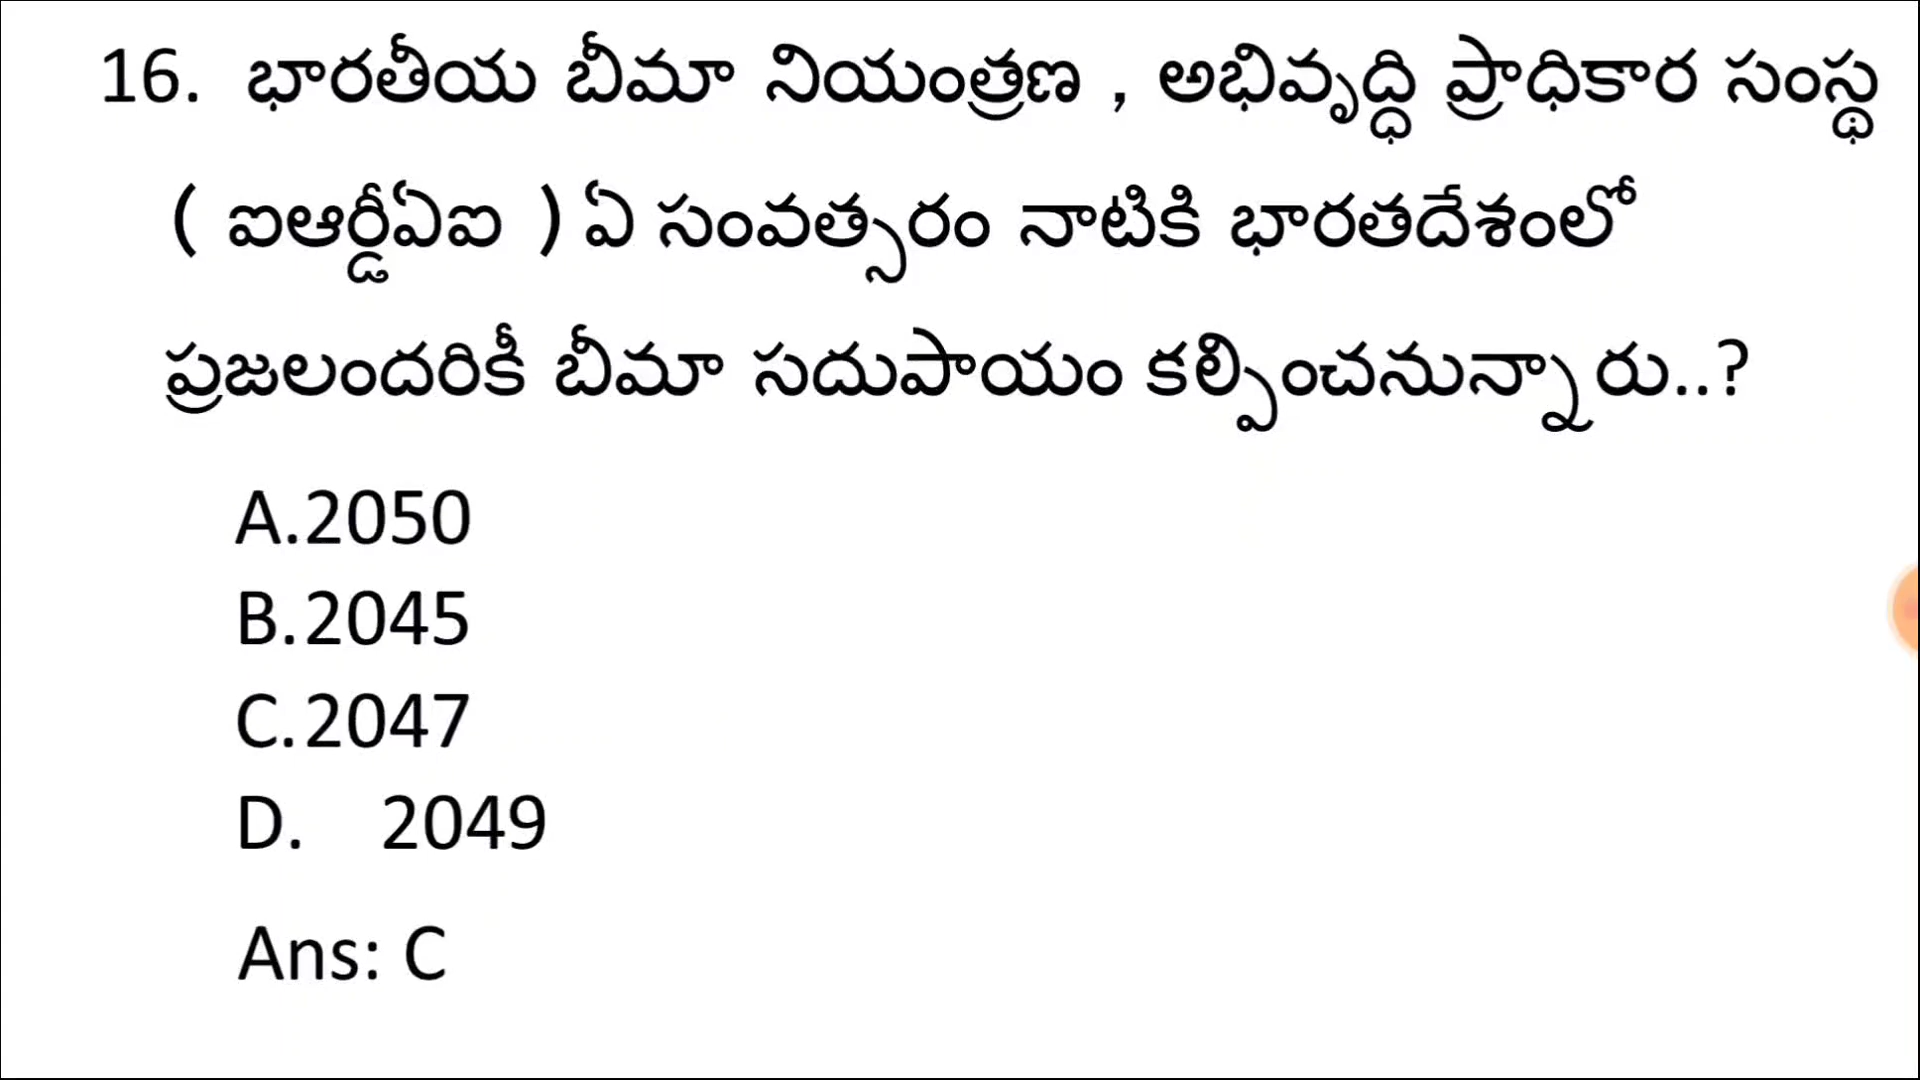 16. భారతీయ బీమా నియంత్రణ , అభివృద్ధి ప్రాధికార సంస్థ
( ఐఆర్డీఏఐ ) ఏ సంవత్సరం నాటికి భారతదేశంలో
ప్రజలందరికీ బీమా సదుపాయం కల్పించనున్నారు..?
A.2050
B.2045
C.2047
D. 2049
Ans: C